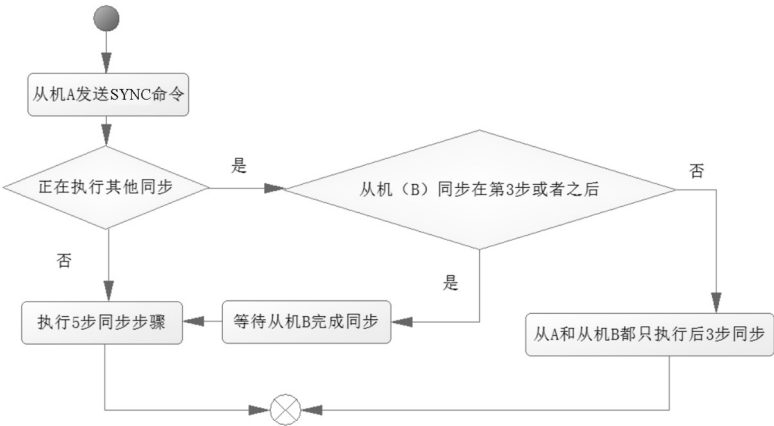 从机A发送SYNC命令
正在执行其他同步
是
从机（B）同步在第3步或者之后
否
否
是
执行5步同步步骤
等待从机B完成同步
从A和从机B都只执行后3步同步